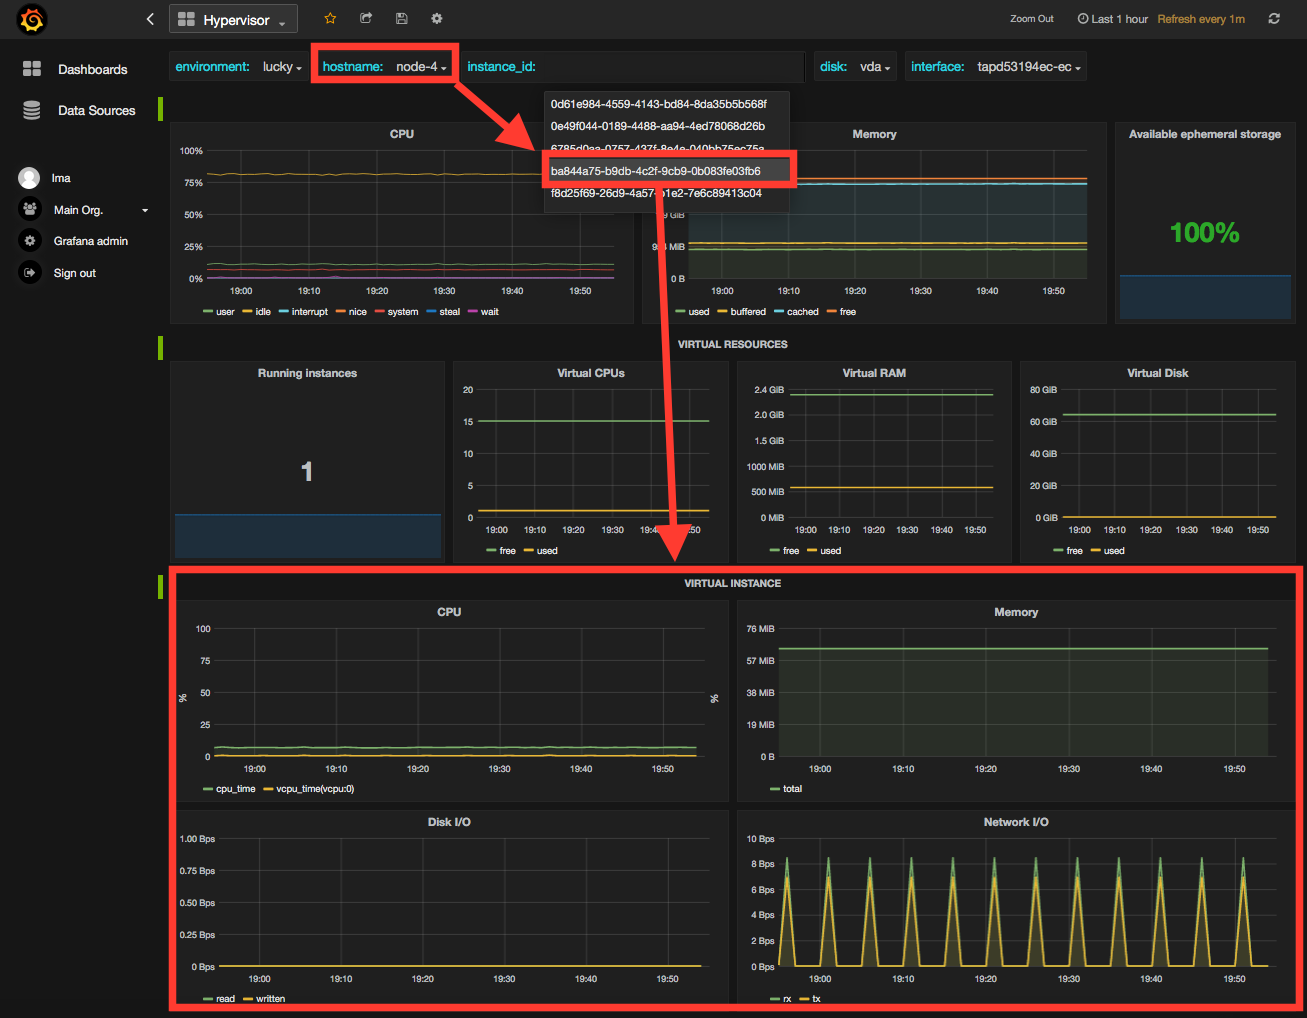 Hypervisor
Zoom Out
Last 1 hour
Refresh every 1m
Dashboards
Data Sources
Ima
Main Org.
Grafana admin
Sign out
environment: lucky
hostname: node-4
instance_id:
disk: vda
interface: tapd53194ec-ec
0d61e984-4559-4143-bd84-8da35b5b568f
0e49f044-0189-4488-aa94-4ed78068d26b
6785d0aa-0757-437f-8e4e-040bb75ec75a
ba844a75-b9db-4c2f-9cb9-0b083fe03fb6
f8d25f69-26d9-4a57-b1e2-7e6c89413c04
CPU
100%
75%
50%
25%
0%
19:00 19:10 19:20 19:30 19:40 19:50
user idle interrupt nice system steal wait
Memory
GiB
MiB
0 B
19:00 19:10 19:20 19:30 19:40 19:50
used buffered cached free
Available ephemeral storage
100%
VIRTUAL RESOURCES
Running instances
1
Virtual CPUs
20
15
10
5
0
19:00 19:10 19:20 19:30 19:40 :50
free used
Virtual RAM
2.4 GiB
2.0 GiB
1.5 GiB
1000 MiB
500 MiB
0 MiB
19:00 19:10 19:20 19:30 19:40 19:50
free used
Virtual Disk
80 GiB
60 GiB
40 GiB
20 GiB
0 GiB
19:00 19:10 19:20 19:30 19:40 19:50
free used
VIRTUAL INSTANCE
CPU
100
75
50
25
0
%
%
19:00 19:10 19:20 19:30 19:40 19:50
cpu_time vcpu_time(vcpu:0)
Memory
76 MiB
57 MiB
38 MiB
19 MiB
0 B
19:00 19:10 19:20 19:30 19:40 19:50
total
Disk I/O
1.00 Bps
0.75 Bps
0.50 Bps
0.25 Bps
0 Bps
19:00 19:10 19:20 19:30 19:40 19:50
read written
Network I/O
10 Bps
8 Bps
6 Bps
4 Bps
2 Bps
0 Bps
19:00 19:10 19:20 19:30 19:40 19:50
rx tx